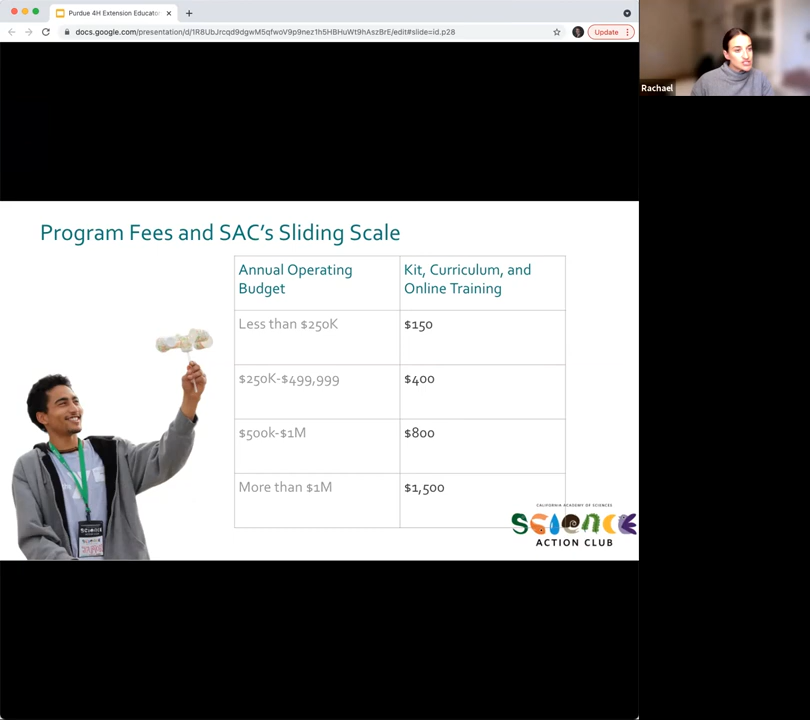 Purdue 4H Extension Educator
docs.google.com/presentation/d/1R8UbJrcqd9dgwM5qfwoV9p9nez1h5HBHuWt9hAszBrE/edit#slide=id.p28
Update
Rachael
Program Fees and SAC's Sliding Scale
Annual Operating
Budget
Kit, Curriculum, and
Online Training
Less than $250K
$150
$250K-$499,999
$400
$500k-$1M
$800
More than $1M
$1,500
CALIFORNIA ACADEMY OF SCIENCES
SCIENCE
ACTION CLUB